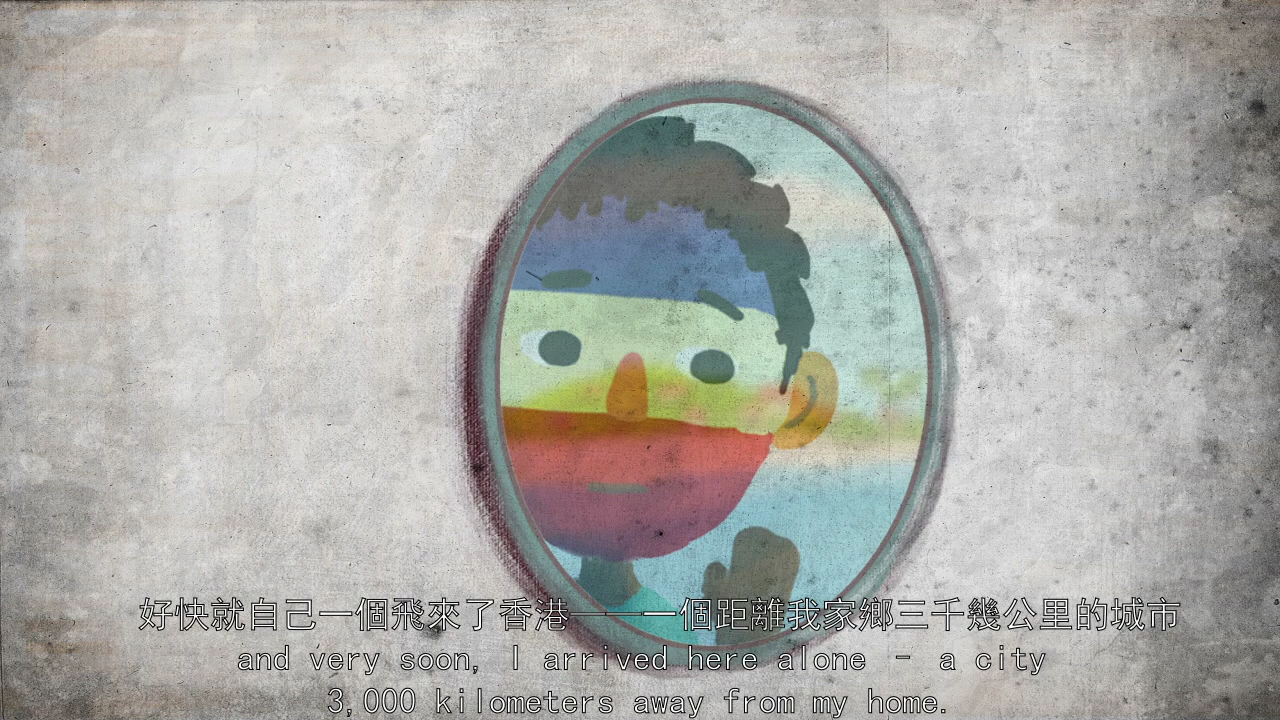 好快就自己一個飛來了香港——一個距離我家鄉三千幾公里的城市
and very soon, I arrived here alone – a city
3,000 kilometers away from my home.